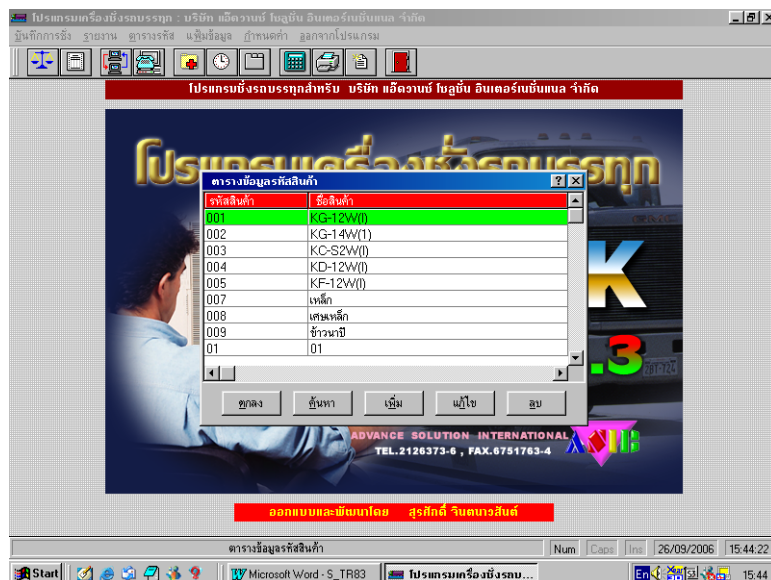 โปรแกรมเครื่องชั่งรถบรรทุก : บริษัท แอ๊ดวานซ์ โซลูชั่น อินเตอร์เนชั่นแนล จำกัด
บันทึกการชั่ง รายงาน ตารางรหัส แฟ้มข้อมูล กำหนดค่า ออกจากโปรแกรม
โปรแกรมชั่งรถบรรทุกสำหรับ บริษัท แอ๊ดวานซ์ โซลูชั่น อินเตอร์เนชั่นแนล จำกัด
โปรแกรมเครื่องชั่งรถบรรทุก
ตารางข้อมูลรหัสสินค้า
รหัสสินค้า ชื่อสินค้า
001 KG-12W(I)
002 KG-14W(1)
003 KC-S2W(I)
004 KD-12W(I)
005 KF-12W(I)
007 เหล็ก
008 เศษเหล็ก
009 ข้าวนาปี
01 01
K
.3
ตกลง ค้นหา เพิ่ม แก้ไข ลบ
ADVANCE SOLUTION INTERNATIONAL
TEL.2126373-6 , FAX.6751763-4
ออกแบบและพัฒนาโดย สุรศักดิ์ จินตนาวสันต์
ตารางข้อมูลรหัสสินค้า Num Caps Ins 26/09/2006 15:44:22
Start Microsoft Word - S_TR83 โปรแกรมเครื่องชั่งรถบ... En 15:44